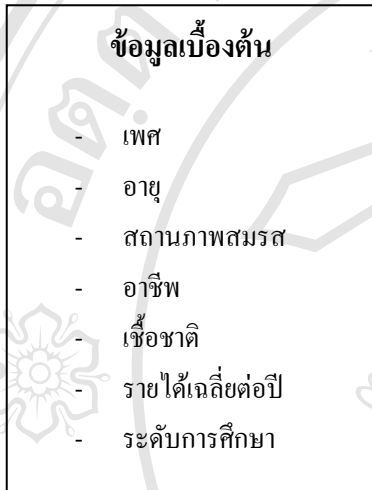 ข้อมูลเบื้องต้น
- เพศ
- อายุ
- สถานภาพสมรส
- อาชีพ
- เชื้อชาติ
- รายได้เฉลี่ยต่อปี
- ระดับการศึกษา